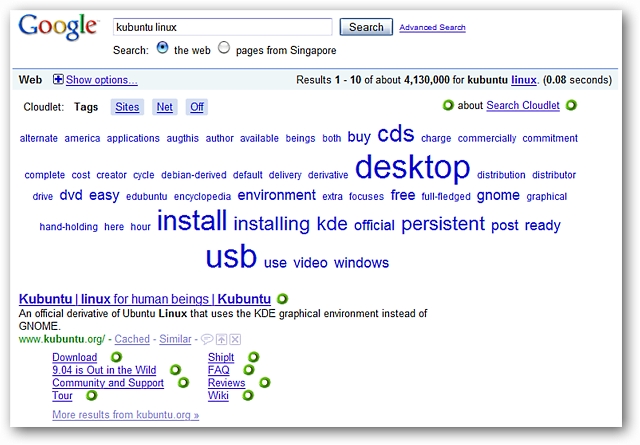 Google kubuntu linux Search Advanced Search
Search: the web pages from Singapore
Web Show options... Results 1 - 10 of about 4,130,000 for kubuntu linux. (0.08 seconds)
Cloudlet: Tags Sites Net Off about Search Cloudlet
alternate america applications augthis author available beings both buy cds charge commercially commitment
complete cost creator cycle debian-derived default delivery derivative desktop distribution distributor
drive dvd easy edubuntu encyclopedia environment extra focuses free full-fledged gnome graphical
hand-holding here hour install installing kde official persistent post ready
usb use video windows
Kubuntu | linux for human beings | Kubuntu
An official derivative of Ubuntu Linux that uses the KDE graphical environment instead of
GNOME.
www.kubuntu.org/ - Cached - Similar -
Download ShipIt
9.04 is Out in the Wild FAQ
Community and Support Reviews
Tour Wiki
More results from kubuntu.org »